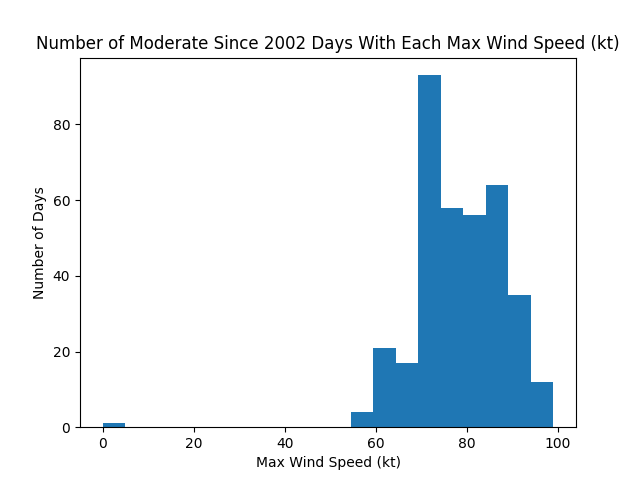 Number of Moderate Since 2002 Days With Each Max Wind Speed (kt)
80
60
40
20
0
Number of Days
0 20 40 60 80 100
Max Wind Speed (kt)